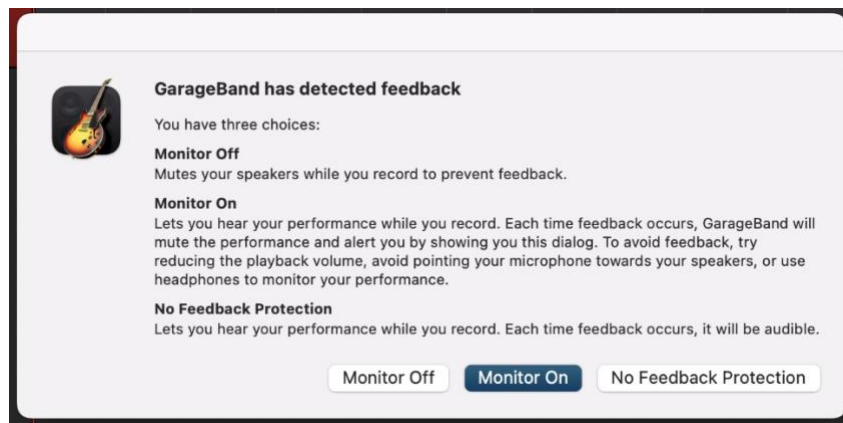 GarageBand has detected feedback
You have three choices:
Monitor Off
Mutes your speakers while you record to prevent feedback.
Monitor On
Lets you hear your performance while you record. Each time feedback occurs, GarageBand will
mute the performance and alert you by showing you this dialog. To avoid feedback, try
reducing the playback volume, avoid pointing your microphone towards your speakers, or use
headphones to monitor your performance.
No Feedback Protection
Lets you hear your performance while you record. Each time feedback occurs, it will be audible.
Monitor Off Monitor On No Feedback Protection